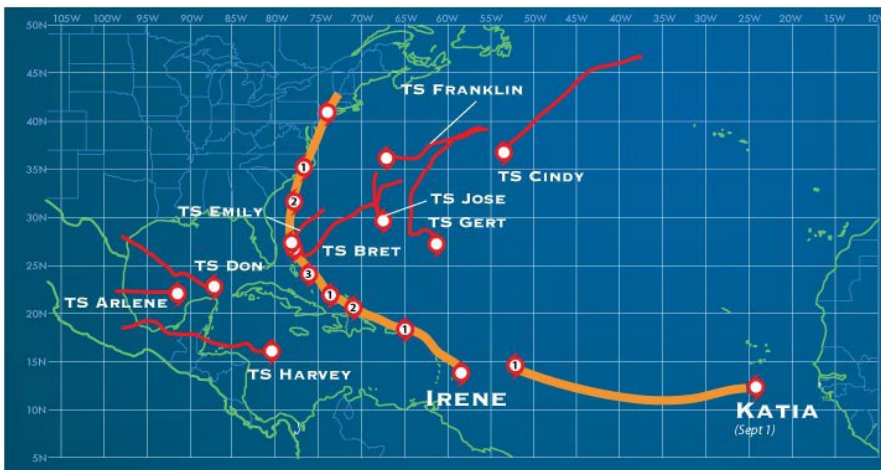 105W 100W 95W 90W 85W 80W 75W 70W 65W 60W 55W 50W 45W 40W 35W 30W 25W 20W 15W 10W
50N
45N
TS FRANKLIN
40N
1
TS CINDY
35N
2
TS JOSE
TS EMILY
30N
TS GERT
TS BRET
25N
TS DON
3
1
TS ARLENE
2
20N
1
TS HARVEY
15N
1
IRENE
KATIA
10N
(Sept 1)
5N